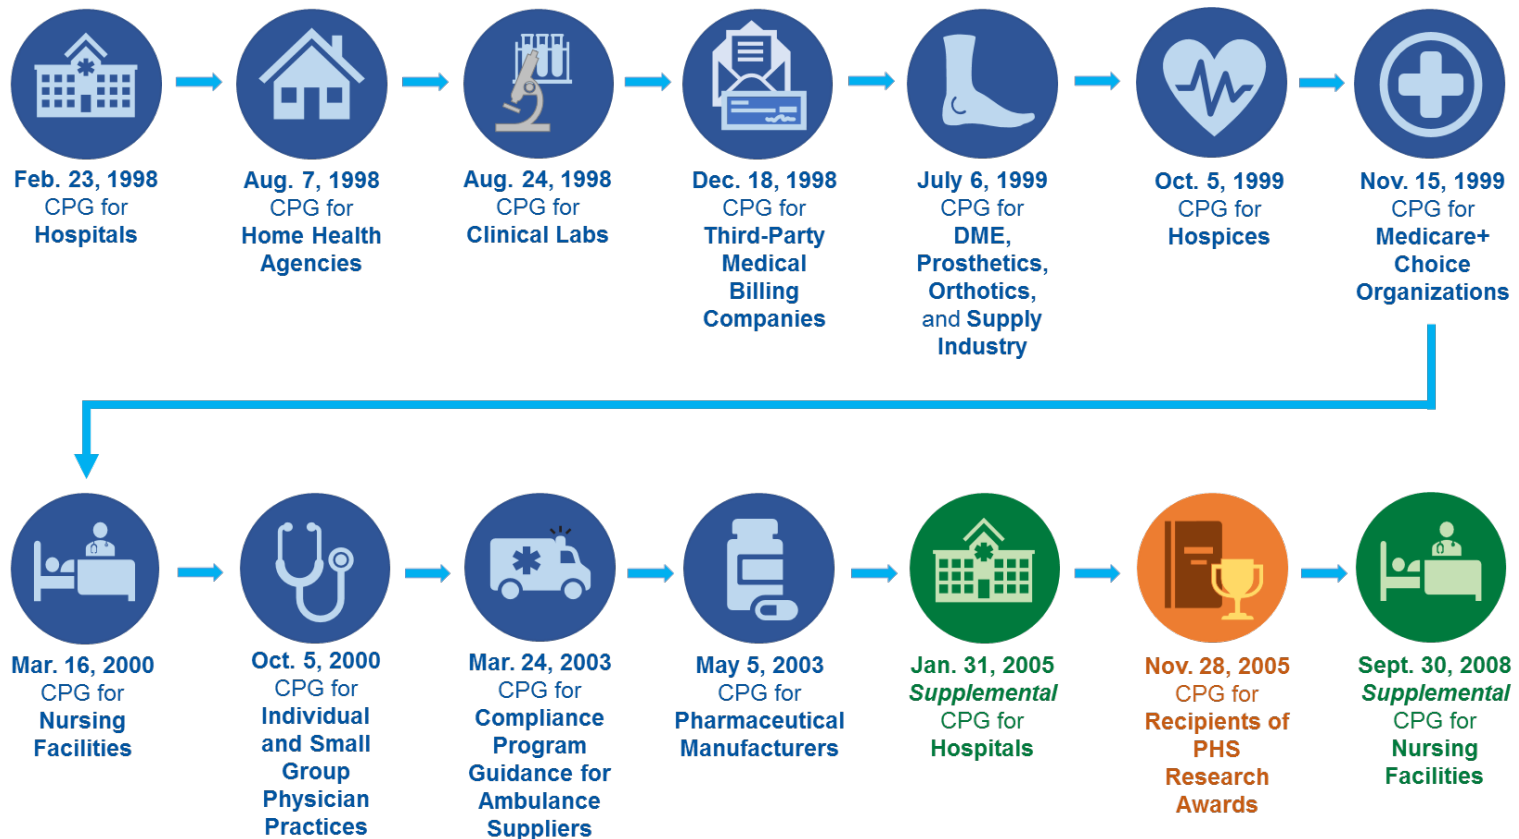 Feb. 23, 1998
CPG for
Hospitals
Aug. 7, 1998
CPG for
Home Health
Agencies
Aug. 24, 1998
CPG for
Clinical Labs
Dec. 18, 1998
CPG for
Third-Party
Medical
Billing
Companies
July 6, 1999
CPG for
DME,
Prosthetics,
Orthotics,
and Supply
Industry
Oct. 5, 1999
CPG for
Hospices
Nov. 15, 1999
CPG for
Medicare+
Choice
Organizations
Mar. 16, 2000
CPG for
Nursing
Facilities
Oct. 5, 2000
CPG for
Individual
and Small
Group
Physician
Practices
Mar. 24, 2003
CPG for
Compliance
Program
Guidance for
Ambulance
Suppliers
May 5, 2003
CPG for
Pharmaceutical
Manufacturers
Jan. 31, 2005
Supplemental
CPG for
Hospitals
Nov. 28, 2005
CPG for
Recipients of
PHS
Research
Awards
Sept. 30, 2008
Supplemental
CPG for
Nursing
Facilities